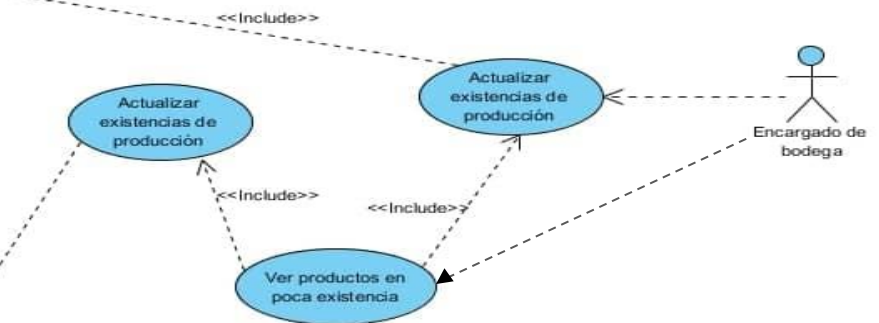 <<Include>>
Actualizar
existencias de
producción
Actualizar
existencias de
producción
Encargado de
bodega
<<Include>>
<<Include>>
Ver productos en
poca existencia